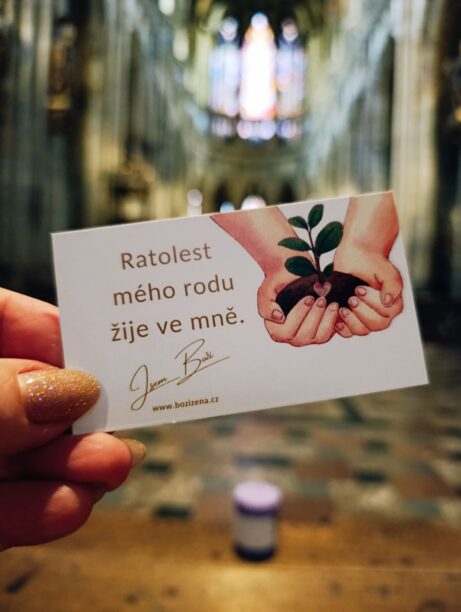 Ratolest
mého rodu
žije ve mně.
Jsem Boží
www.bozizena.cz